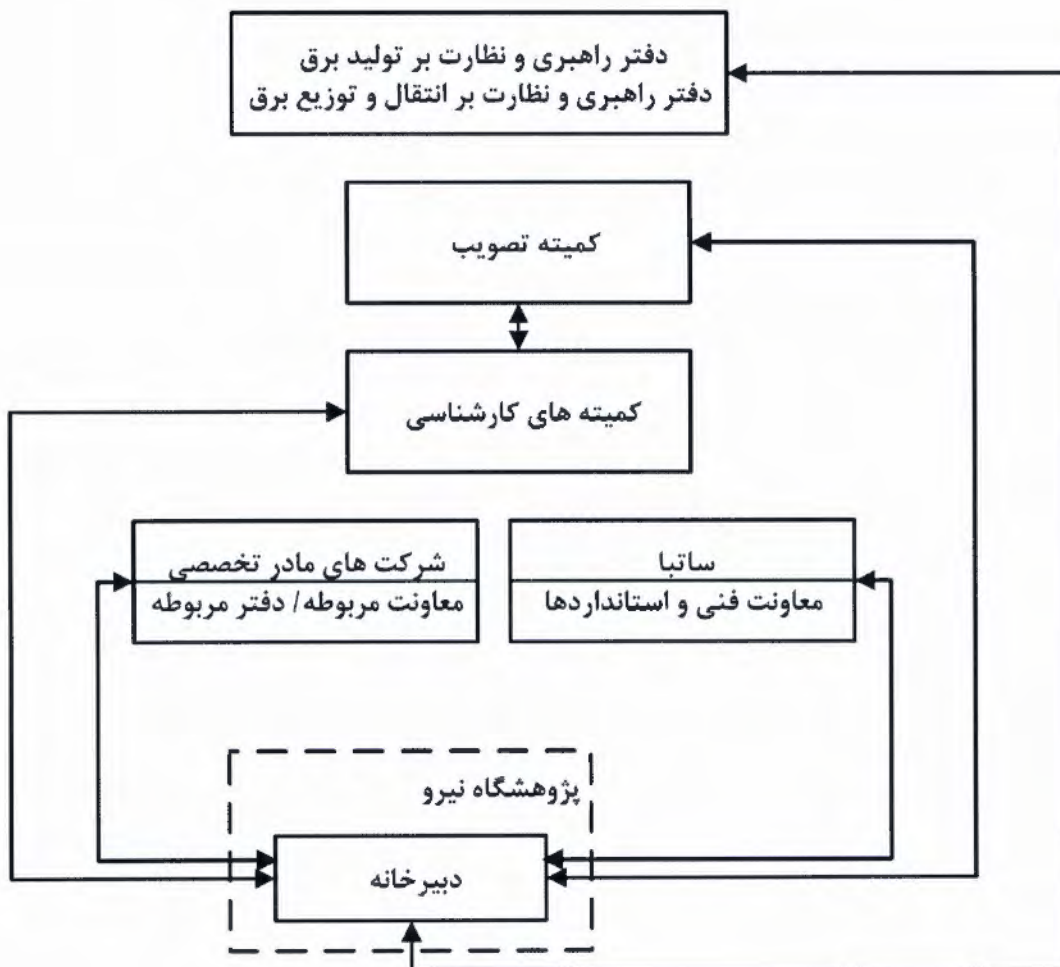 دفتر راهبری و نظارت بر تولید برق
دفتر راهبری و نظارت بر انتقال و توزیع برق
کمیته تصویب
کمیته های کارشناسی
ساتبا
معاونت فنی و استانداردها
شرکت های مادر تخصصی
معاونت مربوطه/ دفتر مربوطه
پژوهشگاه نیرو
دبیرخانه